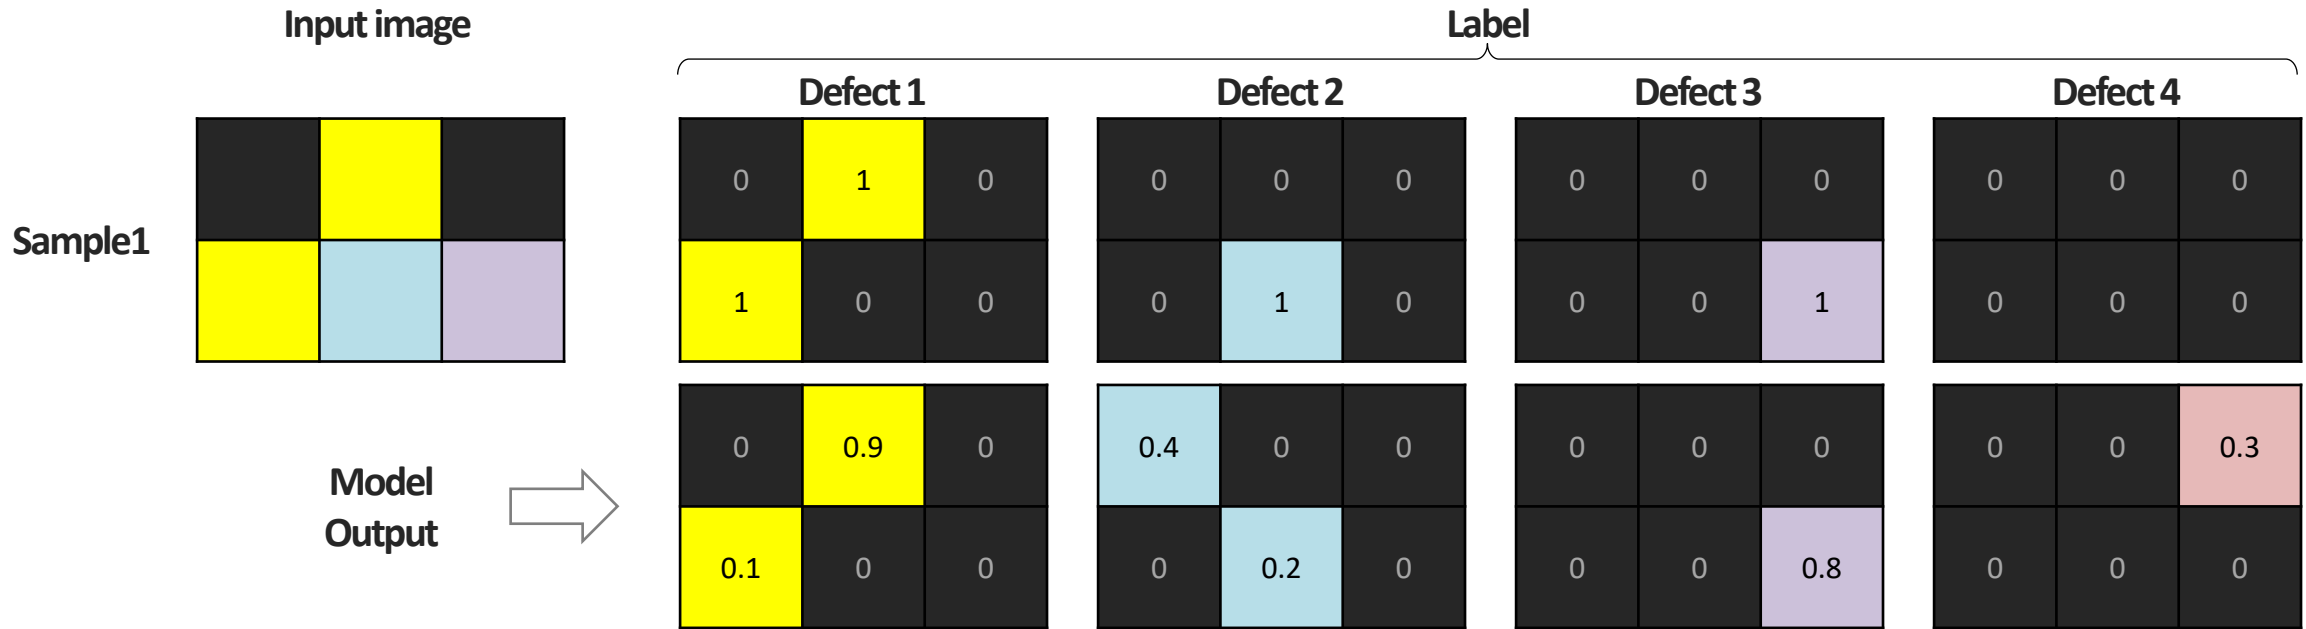 Input image
Label
Defect 1 Defect 2 Defect 3 Defect 4
Sample1
0 1 0 0 0 0 0 0 0 0 0 0
1 0 0 0 1 0 0 0 1 0 0 0
Model
Output
0 0.9 0 0.4 0 0 0 0 0 0 0 0.3
0.1 0 0 0 0.2 0 0 0 0.8 0 0 0